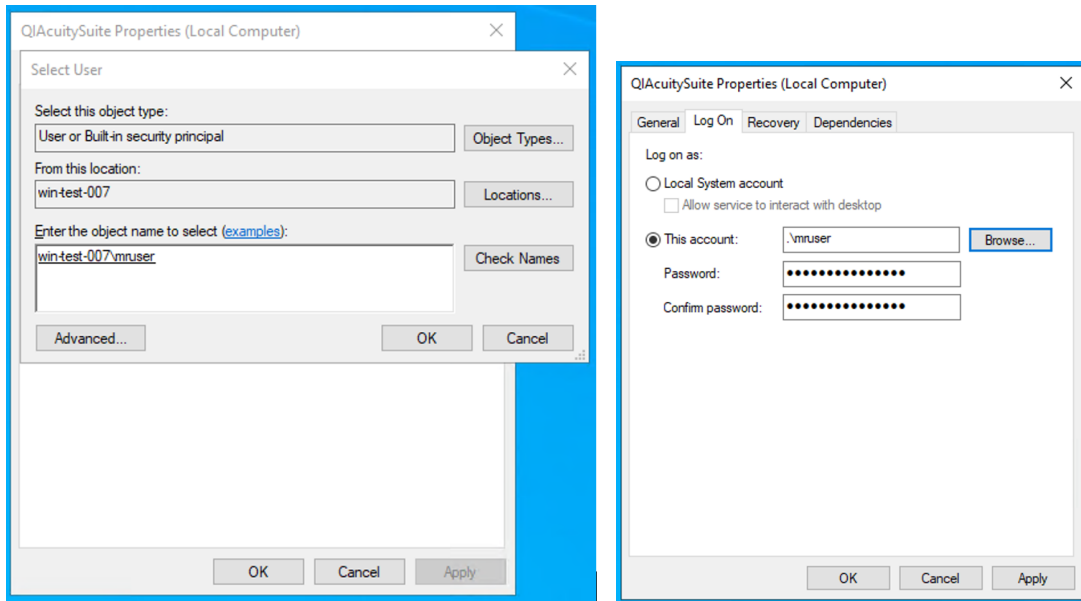 QIAcuitySuite Properties (Local Computer)
Select User
Select this object type:
User or Built-in security principal
Object Types...
From this location:
win-test-007
Locations...
Enter the object name to select (examples):
win-test-007\mruser
Check Names
Advanced...
OK
Cancel
OK
Cancel
Apply
QIAcuitySuite Properties (Local Computer)
General
Log On
Recovery
Dependencies
Log on as:
Local System account
Allow service to interact with desktop
This account:
.\mruser
Browse...
Password:
●●●●●●●●●●●●●●●
Confirm password:
●●●●●●●●●●●●●●●
OK
Cancel
Apply